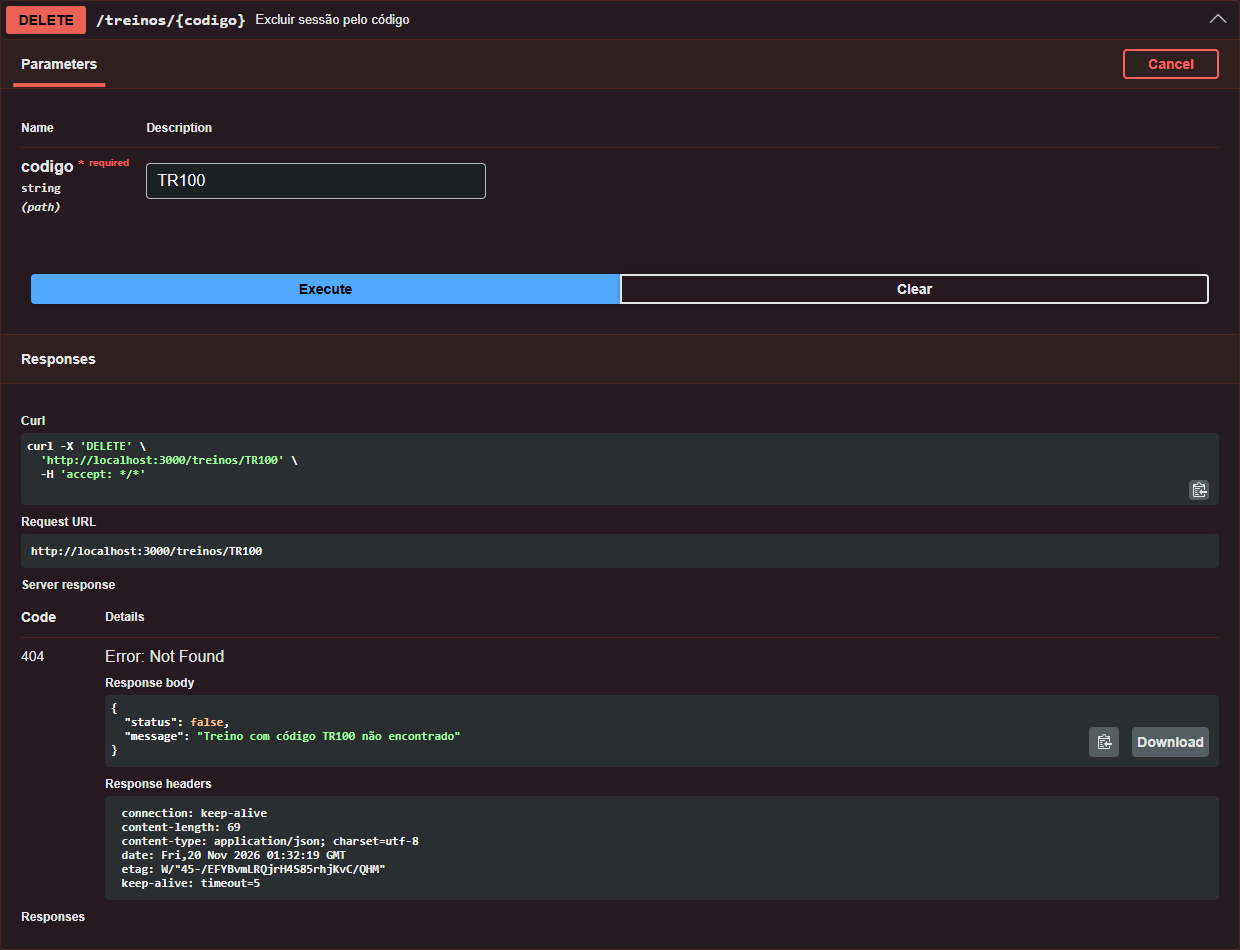 DELETE /treinos/{codigo} Excluir sessão pelo código
Parameters
Cancel
Name Description
codigo * required
string
(path)
TR100
Execute Clear
Responses
Curl
curl -X 'DELETE' \
  'http://localhost:3000/treinos/TR100' \
  -H 'accept: */*'
Request URL
http://localhost:3000/treinos/TR100
Server response
Code Details
404 Error: Not Found
Response body
{
  "status": false,
  "message": "Treino com código TR100 não encontrado"
}
Download
Response headers
connection: keep-alive
content-length: 69
content-type: application/json; charset=utf-8
date: Fri,20 Nov 2026 01:32:19 GMT
etag: W/"45-/EFYBvmLRQjrH4S85rhjKvC/QHM"
keep-alive: timeout=5
Responses